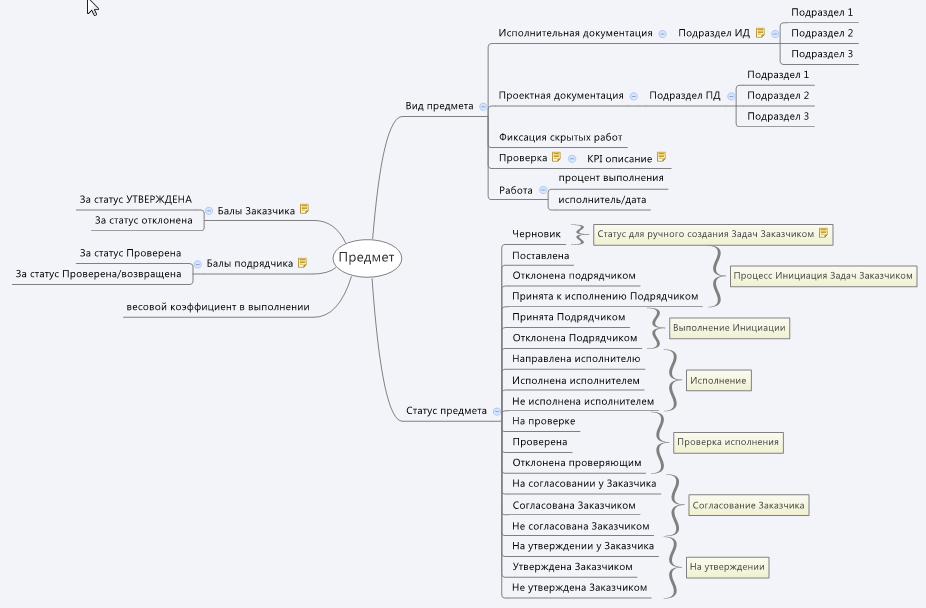 Предмет
Вид предмета
Исполнительная документация
Подраздел ИД
Подраздел 1
Подраздел 2
Подраздел 3
Проектная документация
Подраздел ПД
Подраздел 1
Подраздел 2
Подраздел 3
Фиксация скрытых работ
Проверка
KPI описание
Работа
процент выполнения
исполнитель/дата
Статус предмета
Черновик
Статус для ручного создания Задач Заказчиком
Поставлена
Отклонена подрядчиком
Принята к исполнению Подрядчиком
Процесс Инициация Задач Заказчиком
Принята Подрядчиком
Отклонена Подрядчиком
Выполнение Инициации
Направлена исполнителю
Исполнена исполнителем
Не исполнена исполнителем
Исполнение
На проверке
Проверена
Отклонена проверяющим
Проверка исполнения
На согласовании у Заказчика
Согласована Заказчиком
Не согласована Заказчиком
Согласование Заказчика
На утверждении у Заказчика
Утверждена Заказчиком
Не утверждена Заказчиком
На утверждении
Балы Заказчика
За статус УТВЕРЖДЕНА
За статус отклонена
Балы подрядчика
За статус Проверена
За статус Проверена/возвращена
весовой коэффициент в выполнении